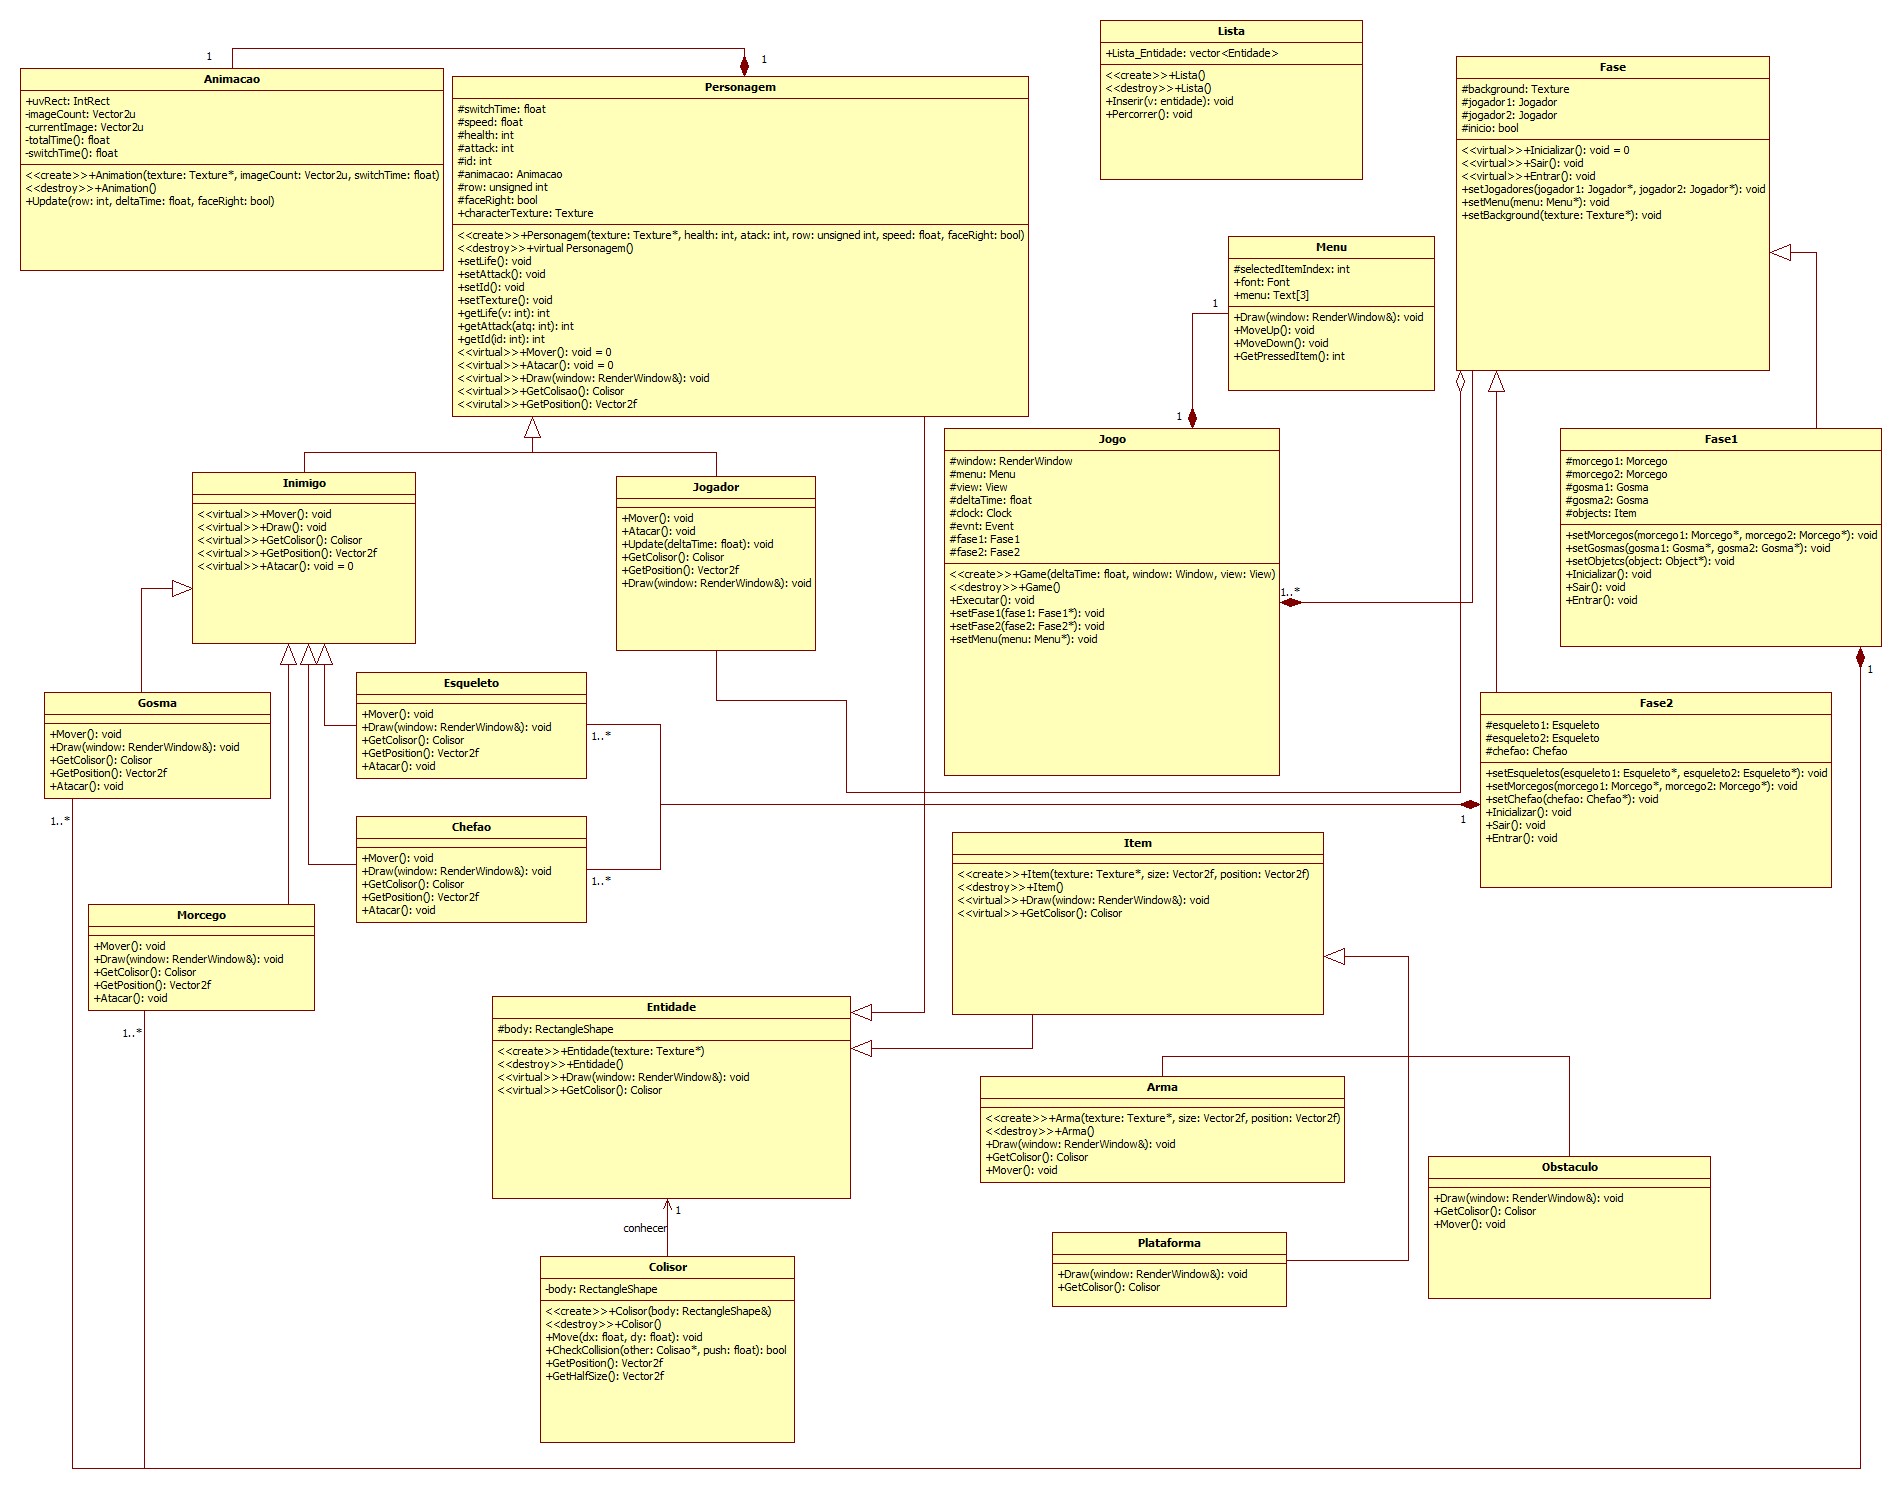 1
1
Animacao
+uvRect: IntRect
-imageCount: Vector2u
-currentImage: Vector2u
-totalTime(): float
-switchTime(): float
<<create>>+Animation(texture: Texture*, imageCount: Vector2u, switchTime: float)
<<destroy>>+Animation()
+Update(row: int, deltaTime: float, faceRight: bool)
Personagem
#switchTime: float
#speed: float
#health: int
#attack: int
#id: int
#animacao: Animacao
#row: unsigned int
#faceRight: bool
+characterTexture: Texture
<<create>>+Personagem(texture: Texture*, health: int, atack: int, row: unsigned int, speed: float, faceRight: bool)
<<destroy>>+virtual Personagem()
+setLife(): void
+setAttack(): void
+setId(): void
+setTexture(): void
+getLife(v: int): int
+getAttack(atq: int): int
+getId(id: int): int
<<virtual>>+Mover(): void = 0
<<virtual>>+Atacar(): void = 0
<<virtual>>+Draw(window: RenderWindow&): void
<<virtual>>+GetColisao(): Colisor
<<virutal>>+GetPosition(): Vector2f
Lista
+Lista_Entidade: vector<Entidade>
<<create>>+Lista()
<<destroy>>+Lista()
+Inserir(v: entidade): void
+Percorrer(): void
Fase
#background: Texture
#jogador1: Jogador
#jogador2: Jogador
#inicio: bool
<<virtual>>+Inicializar(): void = 0
<<virtual>>+Sair(): void
<<virtual>>+Entrar(): void
+setJogadores(jogador1: Jogador*, jogador2: Jogador*): void
+setMenu(menu: Menu*): void
+setBackground(texture: Texture*): void
Menu
#selectedItemIndex: int
+font: Font
+menu: Text[3]
+Draw(window: RenderWindow&): void
+MoveUp(): void
+MoveDown(): void
+GetPressedItem(): int
1
1
Jogo
#window: RenderWindow
#menu: Menu
#view: View
#deltaTime: float
#clock: Clock
#evnt: Event
#fase1: Fase1
#fase2: Fase2
<<create>>+Game(deltaTime: float, window: Window, view: View)
<<destroy>>+Game()
+Executar(): void
+setFase1(fase1: Fase1*): void
+setFase2(fase2: Fase2*): void
+setMenu(menu: Menu*): void
1..*
Fase1
#morcego1: Morcego
#morcego2: Morcego
#gosma1: Gosma
#gosma2: Gosma
#objects: Item
+setMorcegos(morcego1: Morcego*, morcego2: Morcego*): void
+setGosmas(gosma1: Gosma*, gosma2: Gosma*): void
+setObjetcs(object: Object*): void
+Inicializar(): void
+Sair(): void
+Entrar(): void
1
Inimigo
<<virtual>>+Mover(): void
<<virtual>>+Draw(): void
<<virtual>>+GetColisor(): Colisor
<<virtual>>+GetPosition(): Vector2f
<<virtual>>+Atacar(): void = 0
Jogador
+Mover(): void
+Atacar(): void
+Update(deltaTime: float): void
+GetColisor(): Colisor
+GetPosition(): Vector2f
+Draw(window: RenderWindow&): void
Gosma
+Mover(): void
+Draw(window: RenderWindow&): void
+GetColisor(): Colisor
+GetPosition(): Vector2f
+Atacar(): void
1..*
Esqueleto
+Mover(): void
+Draw(window: RenderWindow&): void
+GetColisor(): Colisor
+GetPosition(): Vector2f
+Atacar(): void
1..*
Chefao
+Mover(): void
+Draw(window: RenderWindow&): void
+GetColisor(): Colisor
+GetPosition(): Vector2f
+Atacar(): void
1..*
Fase2
#esqueleto1: Esqueleto
#esqueleto2: Esqueleto
#chefao: Chefao
+setEsqueletos(esqueleto1: Esqueleto*, esqueleto2: Esqueleto*): void
+setMorcegos(morcego1: Morcego*, morcego2: Morcego*): void
+setChefao(chefao: Chefao*): void
+Inicializar(): void
+Sair(): void
+Entrar(): void
1
Morcego
+Mover(): void
+Draw(window: RenderWindow&): void
+GetColisor(): Colisor
+GetPosition(): Vector2f
+Atacar(): void
1..*
Item
<<create>>+Item(texture: Texture*, size: Vector2f, position: Vector2f)
<<destroy>>+Item()
<<virtual>>+Draw(window: RenderWindow&): void
<<virtual>>+GetColisor: Colisor
Entidade
#body: RectangleShape
<<create>>+Entidade(texture: Texture*)
<<destroy>>+Entidade()
<<virtual>>+Draw(window: RenderWindow&): void
<<virtual>>+GetColisor: Colisor
1
conhecer
Colisor
-body: RectangleShape
<<create>>+Colisor(body: RectangleShape&)
<<destroy>>+Colisor()
+Move(dx: float, dy: float): void
+CheckCollision(other: Colisao*, push: float): bool
+GetPosition(): Vector2f
+GetHalfSize(): Vector2f
Arma
<<create>>+Arma(texture: Texture*, size: Vector2f, position: Vector2f)
<<destroy>>+Arma()
+Draw(window: RenderWindow&): void
+GetColisor: Colisor
+Mover(): void
Obstaculo
+Draw(window: RenderWindow&): void
+GetColisor: Colisor
+Mover(): void
Plataforma
+Draw(window: RenderWindow&): void
+GetColisor: Colisor